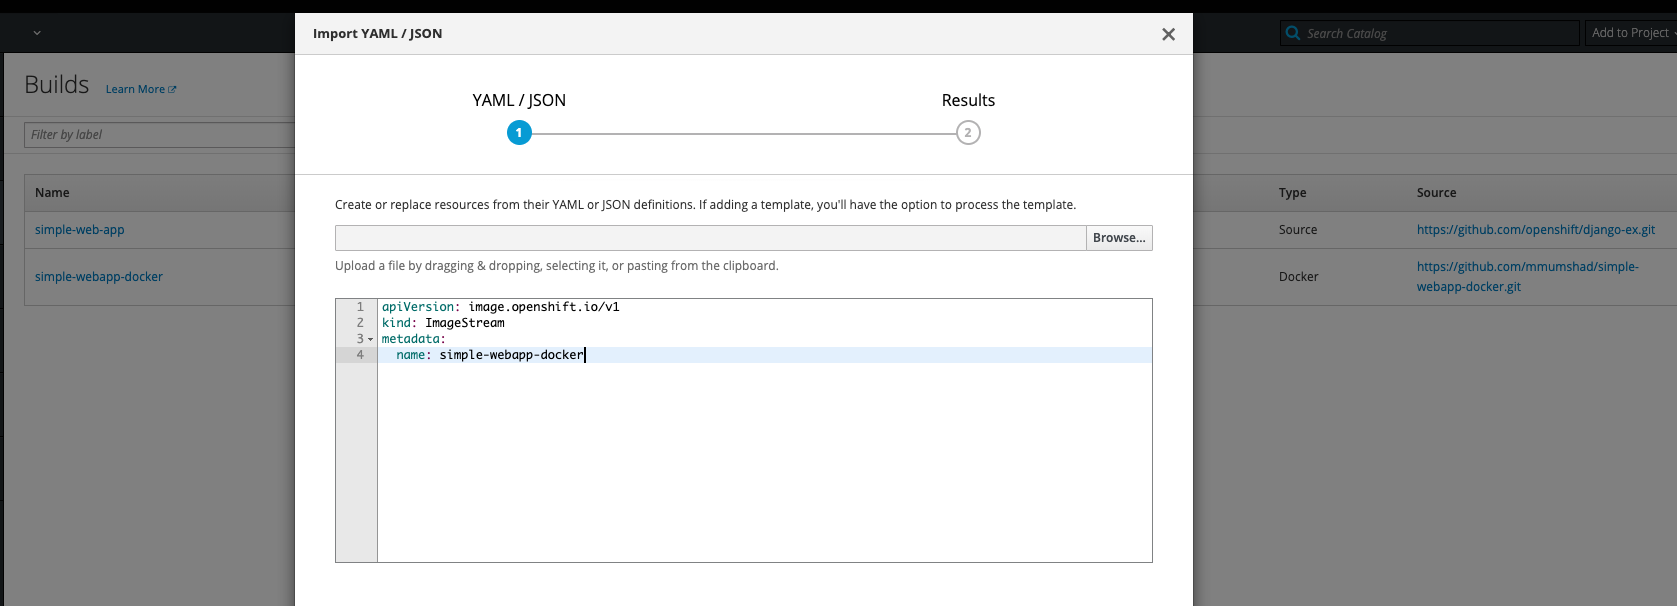 Import YAML / JSON
Search Catalog
Add to Project
Builds
Learn More
YAML / JSON
Results
1
2
Filter by label
Create or replace resources from their YAML or JSON definitions. If adding a template, you'll have the option to process the template.
Browse...
Upload a file by dragging & dropping, selecting it, or pasting from the clipboard.
Name
Type
Source
simple-web-app
Source
https://github.com/openshift/django-ex.git
simple-webapp-docker
Docker
https://github.com/mmumshad/simple-
webapp-docker.git
1 apiVersion: image.openshift.io/v1
2 kind: ImageStream
3 metadata:
4 name: simple-webapp-docker